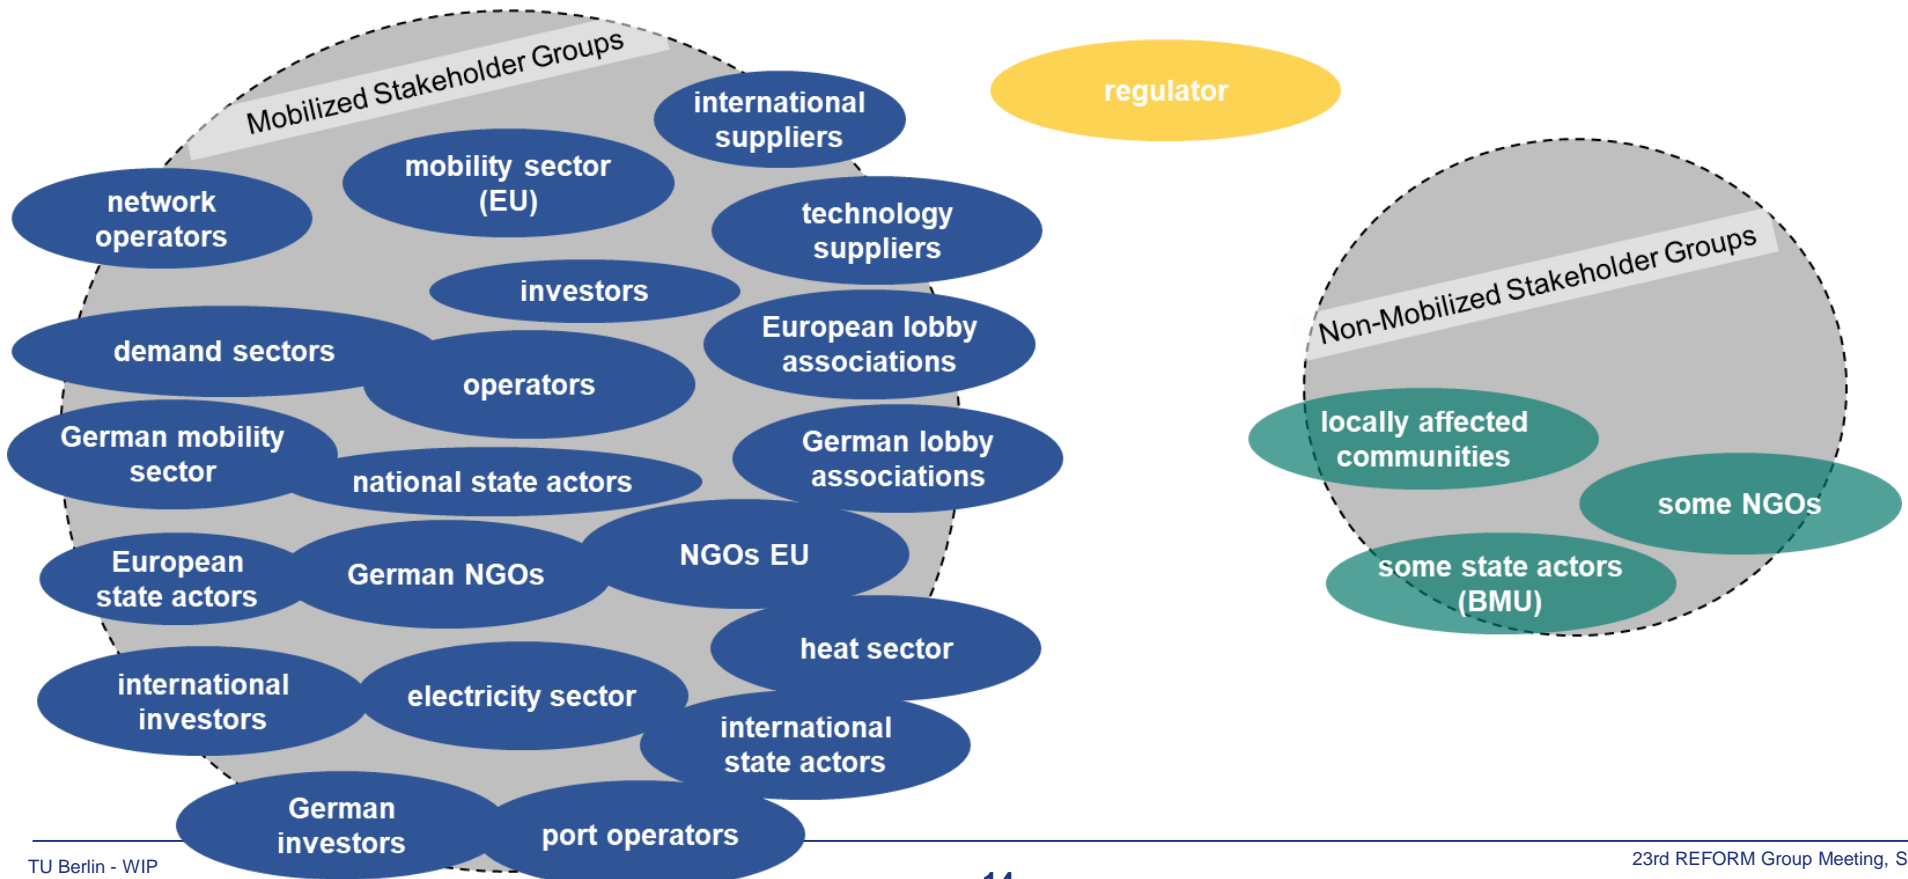 Mobilized Stakeholder Groups
international
suppliers
regulator
mobility sector
(EU)
network
operators
technology
suppliers
investors
Non-Mobilized Stakeholder Groups
European lobby
associations
demand sectors
operators
locally affected
communities
German mobility
sector
German lobby
associations
national state actors
some NGOs
European
state actors
German NGOs
NGOs EU
some state actors
(BMU)
heat sector
international
investors
electricity sector
international
state actors
German
investors
port operators
TU Berlin - WIP
14
23rd REFORM Group Meeting, S